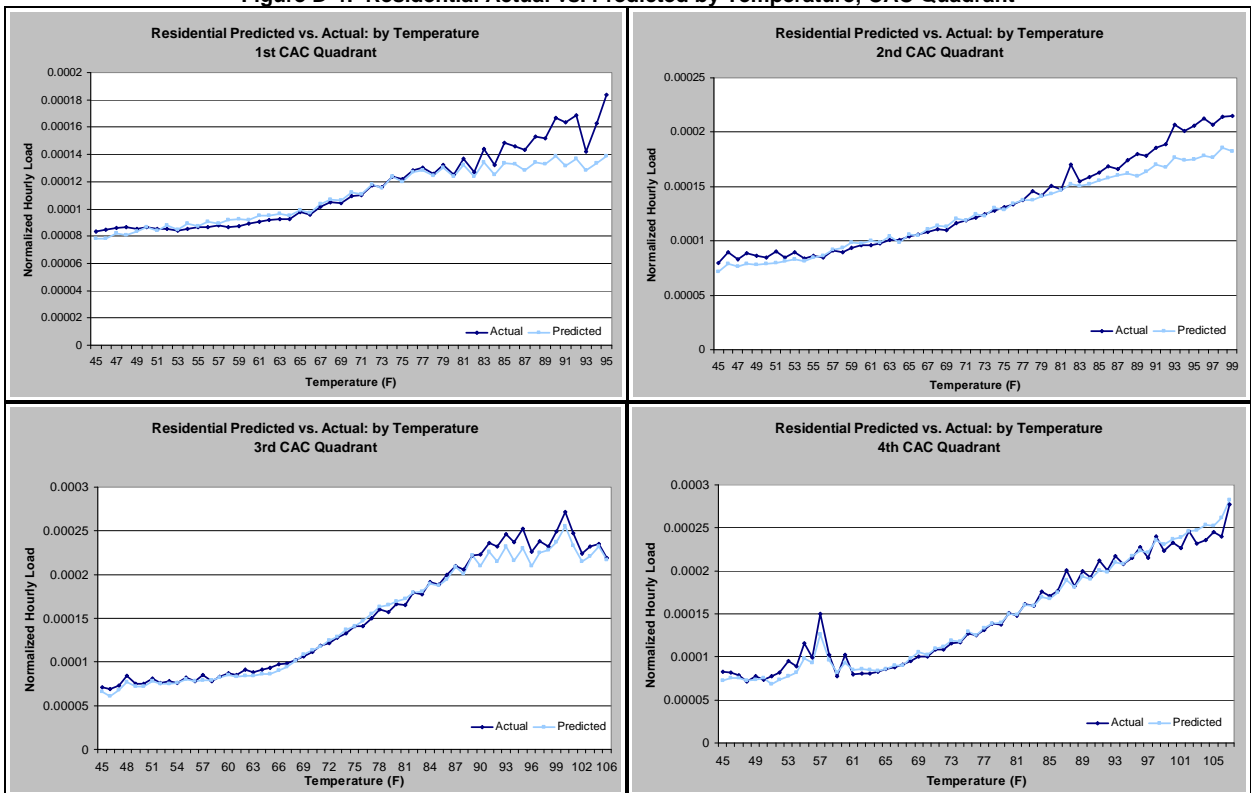 Residential Actual vs. Predicted by Temperature, CAC Quadrant
Residential Predicted vs. Actual: by Temperature
1st CAC Quadrant
Normalized Hourly Load
0.0002
0.00018
0.00016
0.00014
0.00012
0.0001
0.00008
0.00006
0.00004
0.00002
0
Actual Predicted
45 47 49 51 53 55 57 59 61 63 65 67 69 71 73 75 77 79 81 83 85 87 89 91 93 95
Temperature (F)
Residential Predicted vs. Actual: by Temperature
2nd CAC Quadrant
Normalized Hourly Load
0.00025
0.0002
0.00015
0.0001
0.00005
0
Actual Predicted
45 47 49 51 53 55 57 59 61 63 65 67 69 71 73 75 77 79 81 83 85 87 89 91 93 95 97 99
Temperature (F)
Residential Predicted vs. Actual: by Temperature
3rd CAC Quadrant
Normalized Hourly Load
0.0003
0.00025
0.0002
0.00015
0.0001
0.00005
0
Actual Predicted
45 48 51 54 57 60 63 66 69 72 75 78 81 84 87 90 93 96 99 102 106
Temperature (F)
Residential Predicted vs. Actual: by Temperature
4th CAC Quadrant
Normalized Hourly Load
0.0003
0.00025
0.0002
0.00015
0.0001
0.00005
0
Actual Predicted
45 49 53 57 61 65 69 73 77 81 85 89 93 97 101 105
Temperature (F)